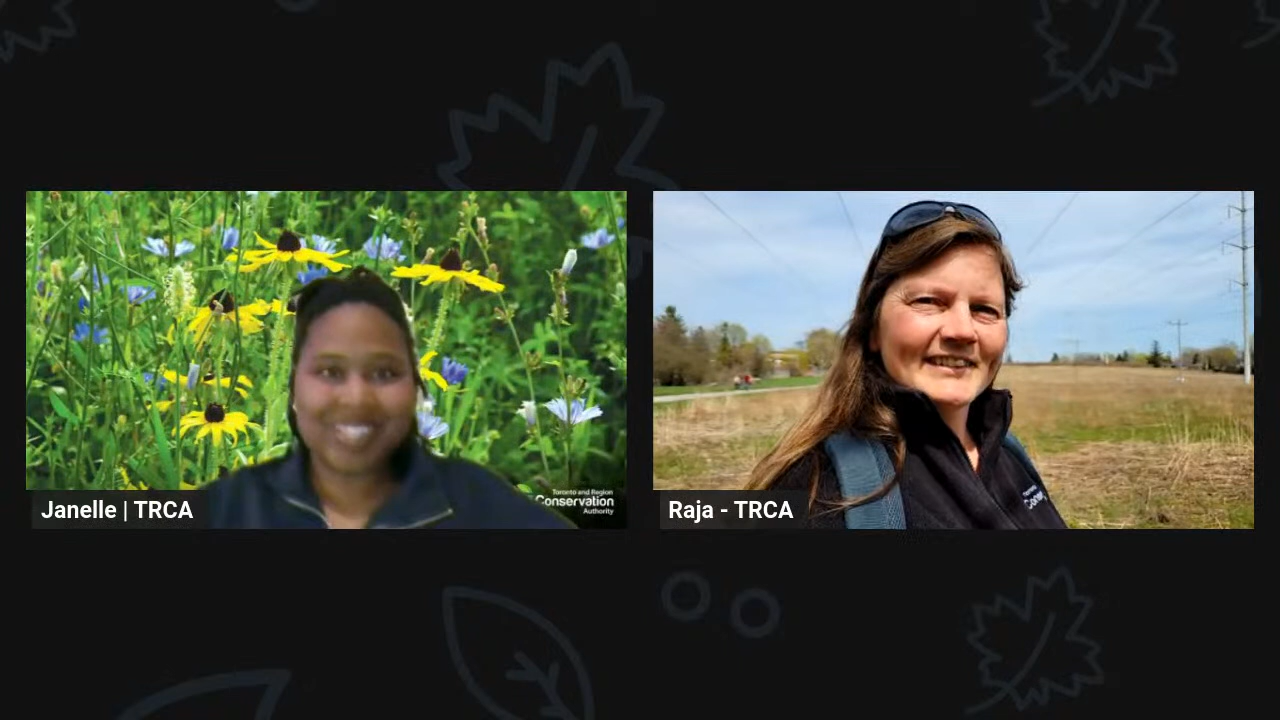 Toronto and Region
Conservation
Authority
Janelle | TRCA
Raja - TRCA